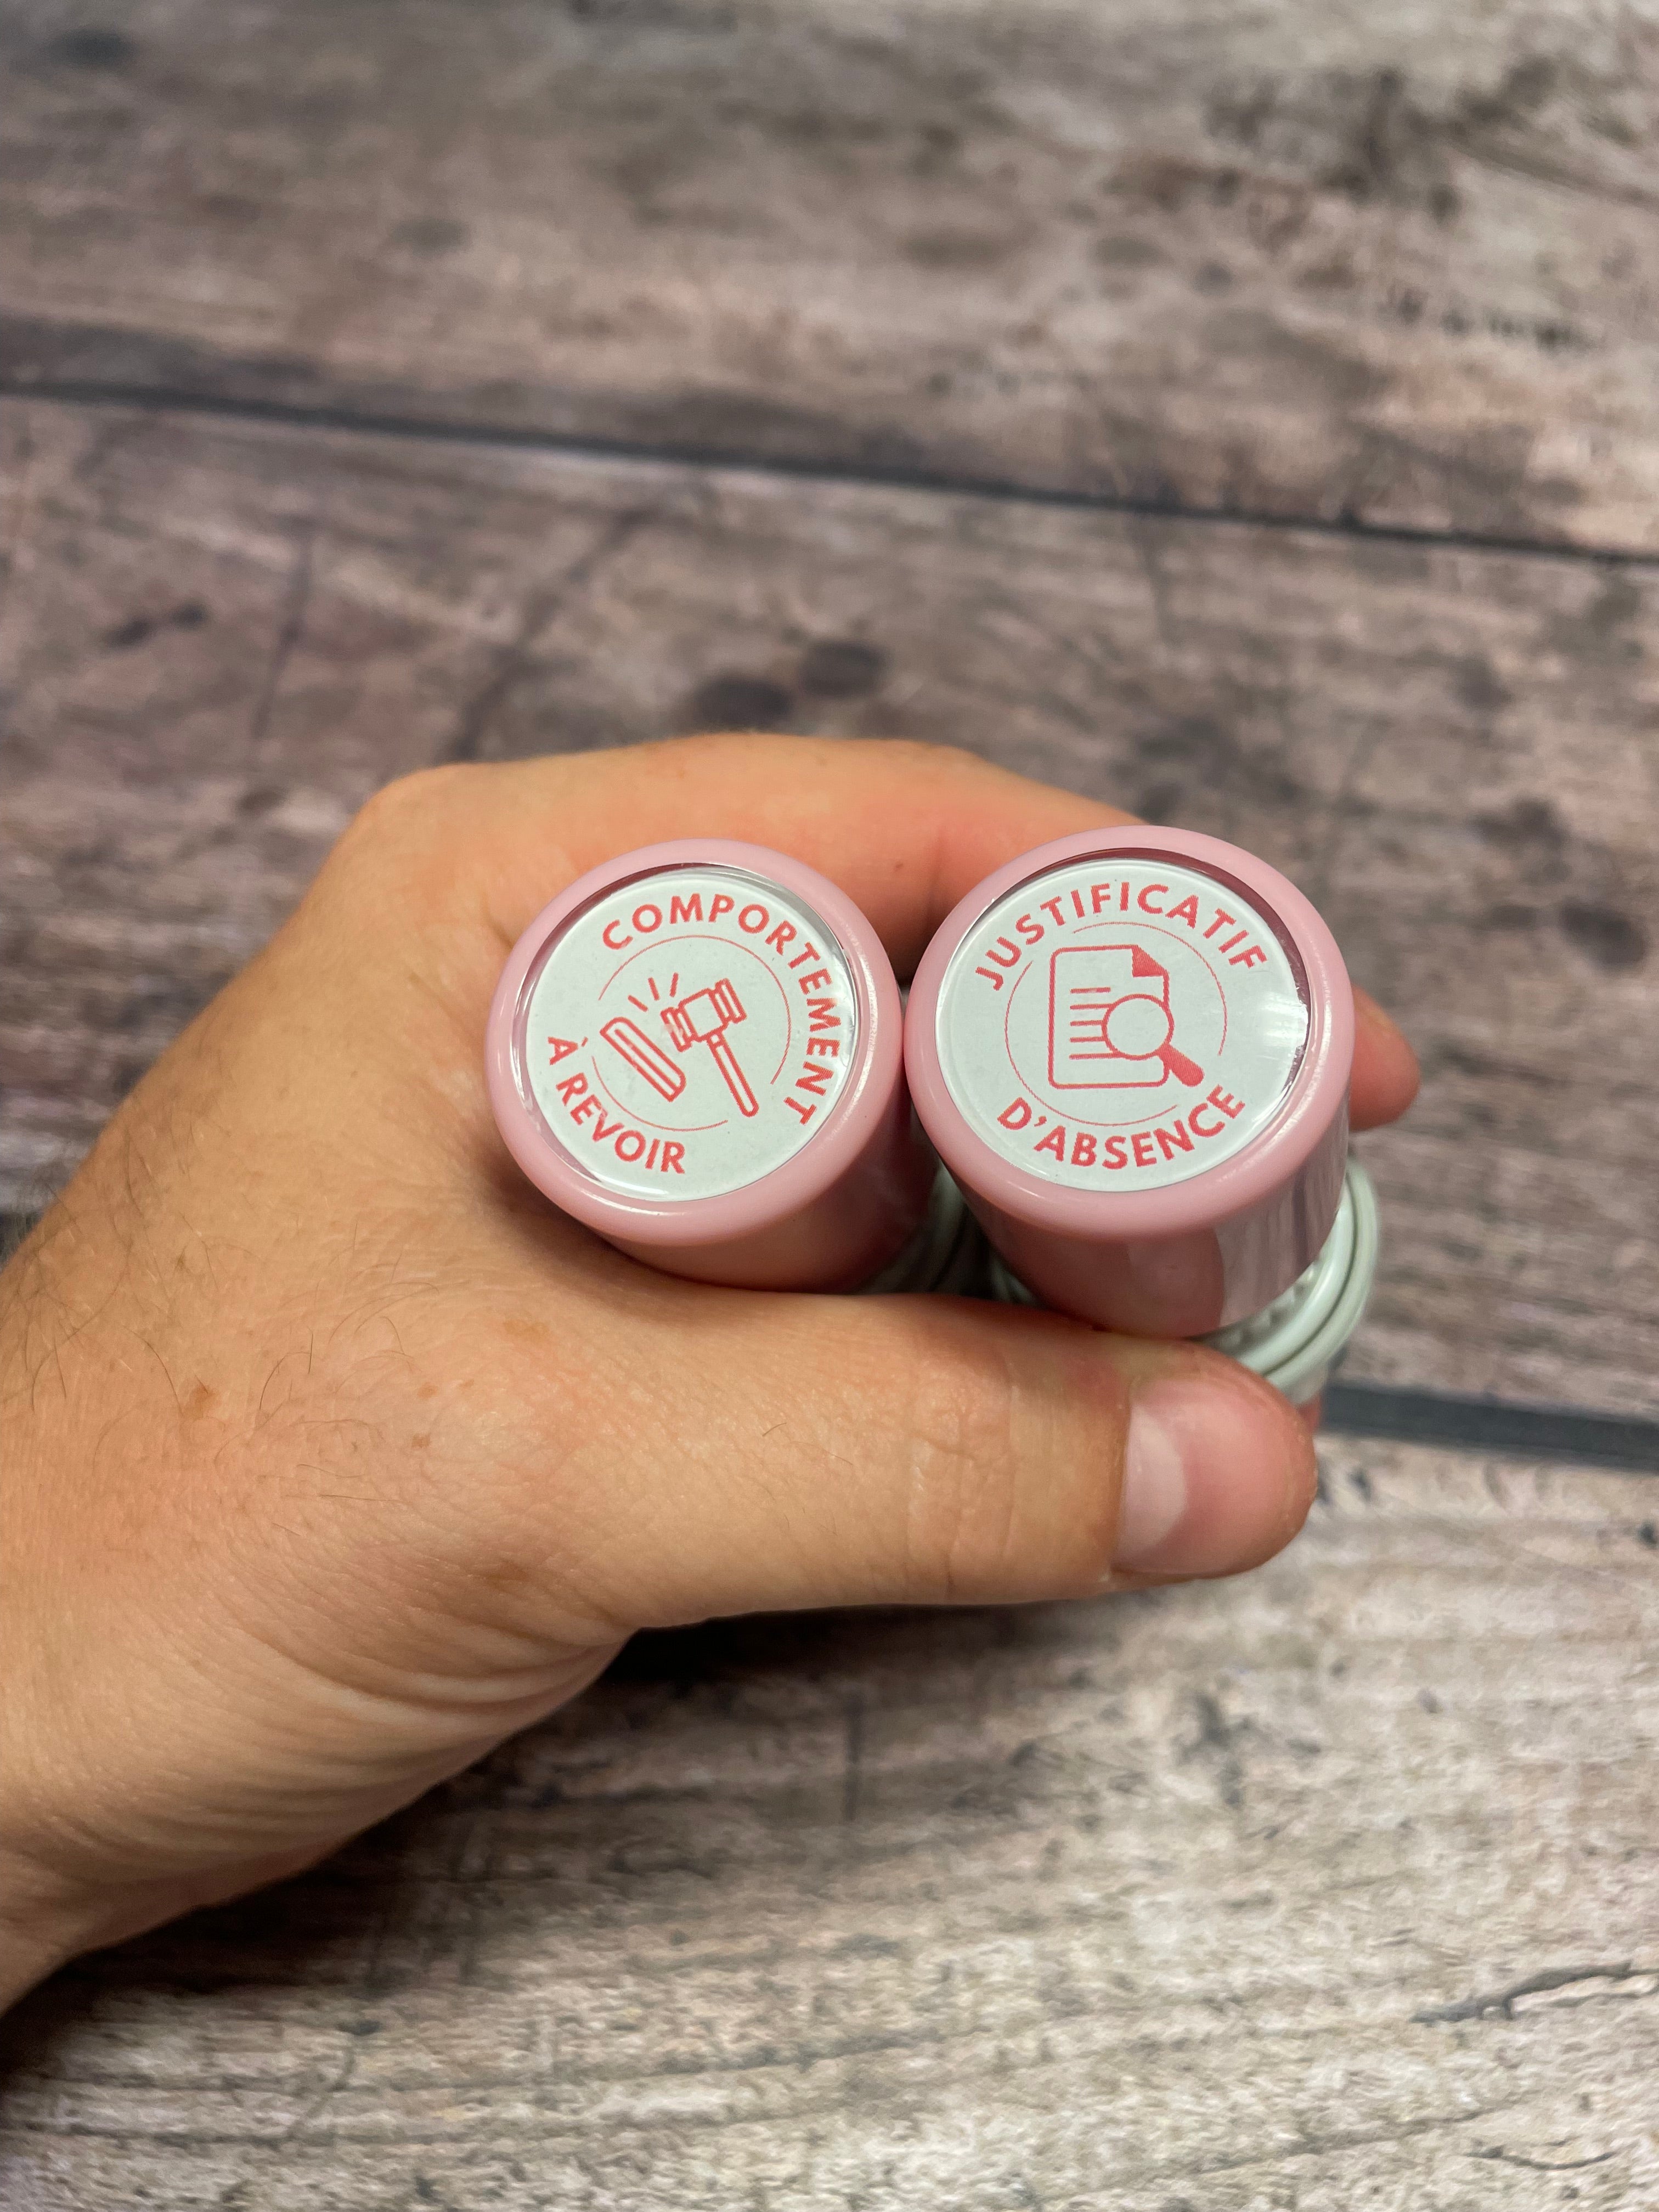 COMPORTEMENT
À REVOIR
JUSTIFICATIF
D'ABSENCE